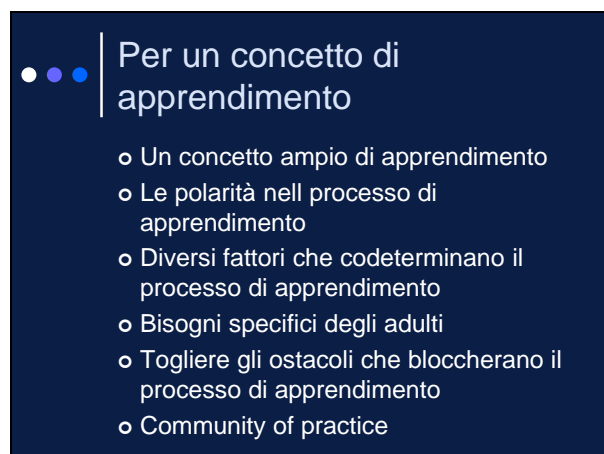 Per un concetto di
apprendimento
Un concetto ampio di apprendimento
Le polarità nell processo di
apprendimento
Diversi fattori che codeterminano il
processo di apprendimento
Bisogni specifici degli adulti
Togliere gli ostacoli che bloccherano il
processo di apprendimento
Community of practice